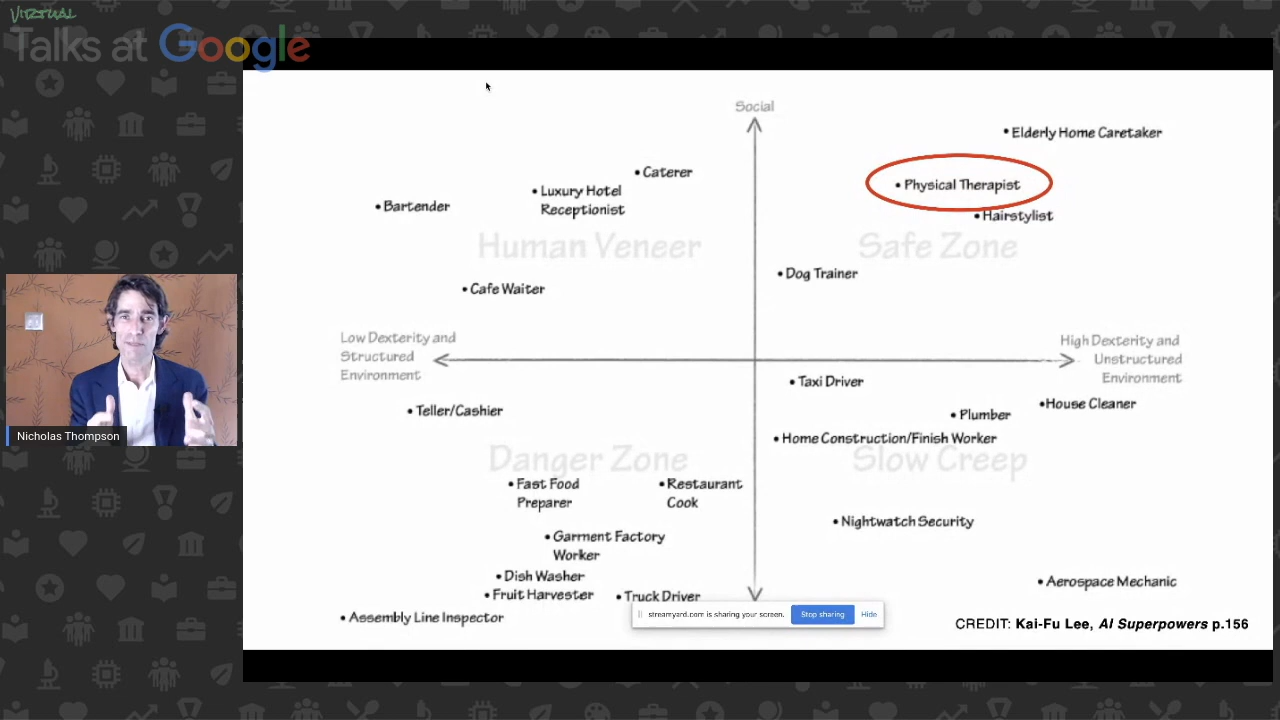 VIRTUAL
Talks at Google
Social
Elderly Home Caretaker
Caterer
Physical Therapist
Luxury Hotel
Receptionist
Bartender
Hairstylist
Human Veneer
Safe Zone
Dog Trainer
Cafe Waiter
Low Dexterity and
Structured
Environment
High Dexterity and
Unstructured
Environment
Taxi Driver
House Cleaner
Teller/Cashier
Plumber
Home Construction/Finish Worker
Danger Zone
Slow Creep
Fast Food
Preparer
Restaurant
Cook
Nightwatch Security
Garment Factory
Worker
Dish Washer
Aerospace Mechanic
Fruit Harvester
Truck Driver
Assembly Line Inspector
streamyard.com is sharing your screen.
Stop sharing
Hide
CREDIT: Kai-Fu Lee, AI Superpowers p.156
Nicholas Thompson